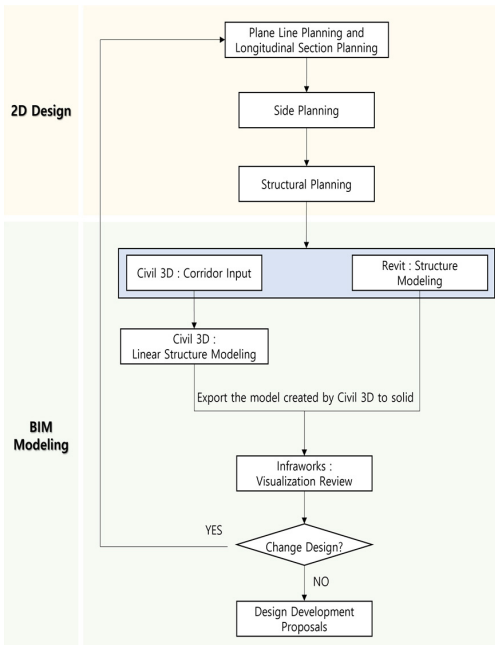 Plane Line Planning and
Longitudinal Section Planning
2D Design
Side Planning
Structural Planning
Civil 3D : Corridor Input
Revit : Structure
Modeling
Civil 3D :
Linear Structure Modeling
Export the model created by Civil 3D to solid
BIM
Modeling
Infraworks :
Visualization Review
YES
Change Design?
NO
Design Development
Proposals